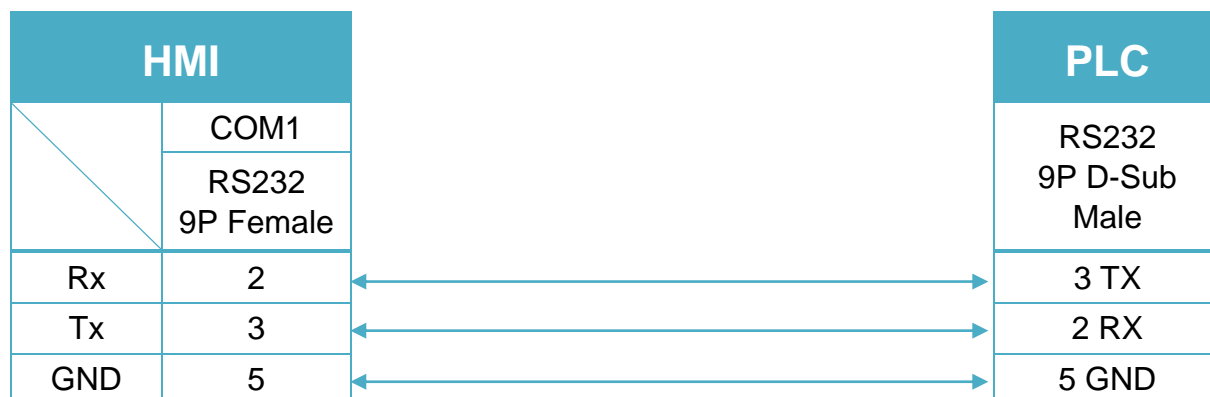 HMI
PLC
COM1
RS232
9P Female
RS232
9P D-Sub
Male
Rx 2 3 TX
Tx 3 2 RX
GND 5 5 GND